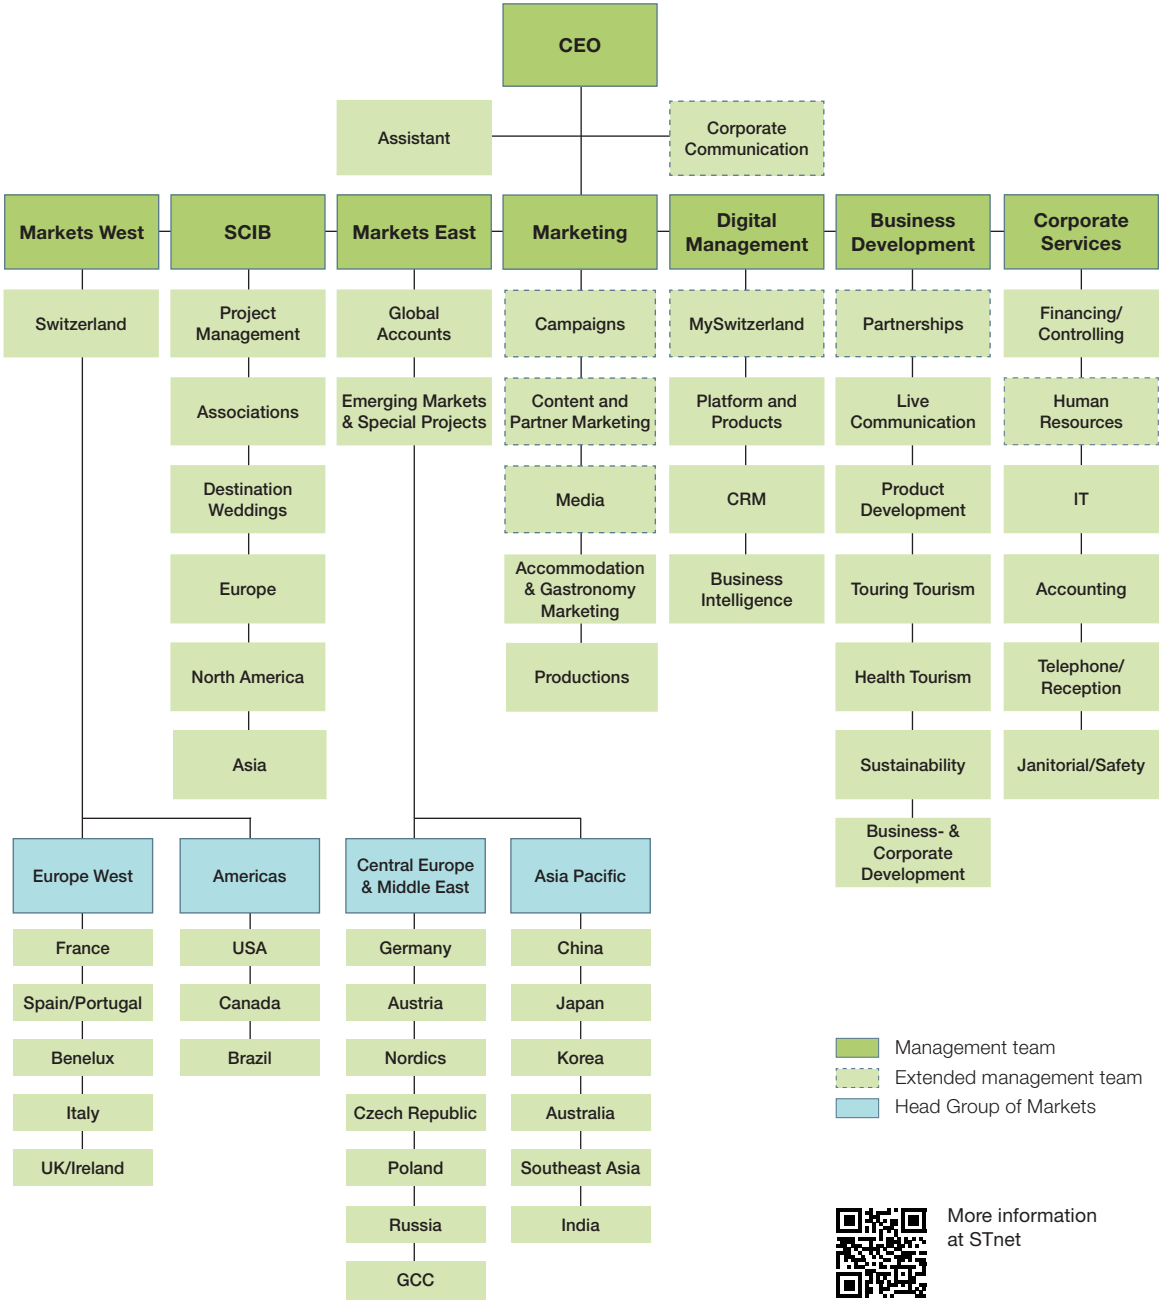 CEO
Assistant
Corporate
Communication
Markets West
SCIB
Markets East
Marketing
Digital
Management
Business
Development
Corporate
Services
Switzerland
Project
Management
Associations
Destination
Weddings
Europe
North America
Asia
Global
Accounts
Emerging Markets
& Special Projects
Campaigns
Content and
Partner Marketing
Media
Accommodation
& Gastronomy
Marketing
Productions
MySwitzerland
Platform and
Products
CRM
Business
Intelligence
Partnerships
Live
Communication
Product
Development
Touring Tourism
Health Tourism
Sustainability
Business- &
Corporate
Development
Financing/
Controlling
Human
Resources
IT
Accounting
Telephone/
Reception
Janitorial/Safety
Europe West
France
Spain/Portugal
Benelux
Italy
UK/Ireland
Americas
USA
Canada
Brazil
Central Europe
& Middle East
Germany
Austria
Nordics
Czech Republic
Poland
Russia
GCC
Asia Pacific
China
Japan
Korea
Australia
Southeast Asia
India
Management team
Extended management team
Head Group of Markets
More information
at STnet